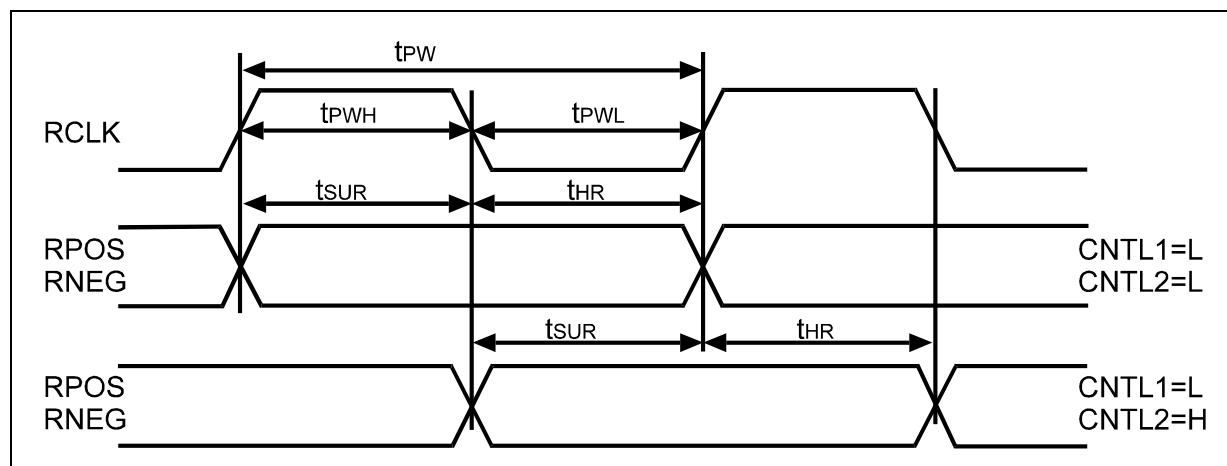 tPW
tPWH
tPWL
RCLK
tSUR
tHR
RPOS
RNEG
CNTL1=L
CNTL2=L
tSUR
tHR
RPOS
RNEG
CNTL1=L
CNTL2=H